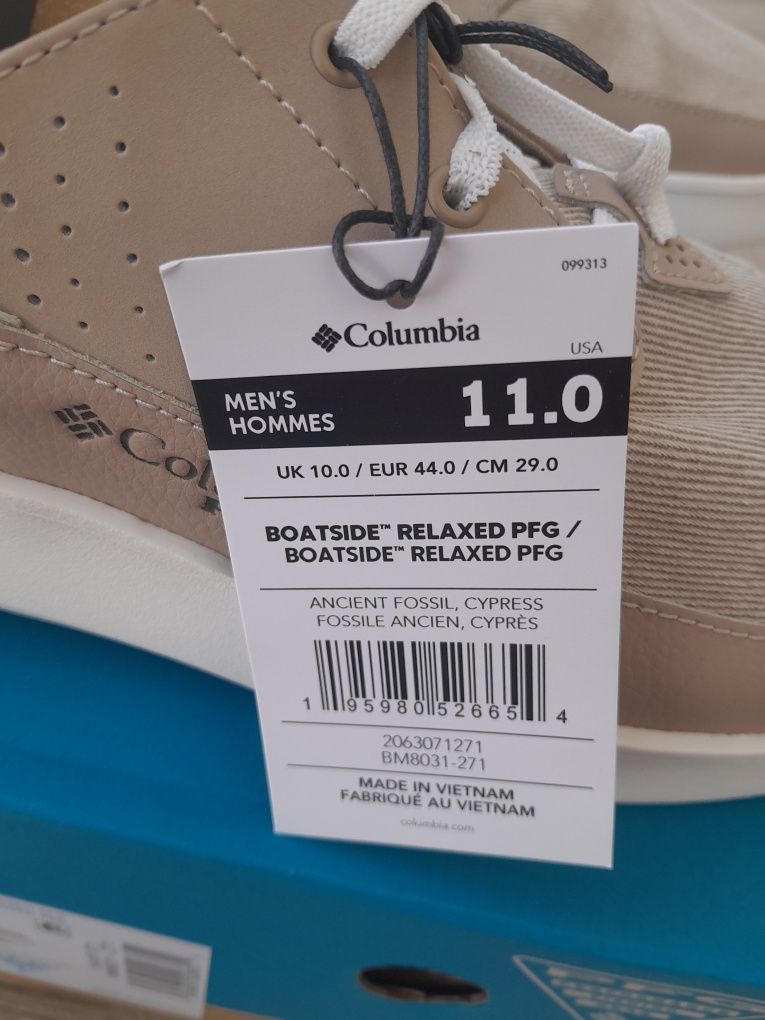 099313
Columbia
USA
MEN'S
HOMMES
11.0
UK 10.0 / EUR 44.0 / CM 29.0
BOATSIDE™ RELAXED PFG /
BOATSIDE™ RELAXED PFG
ANCIENT FOSSIL, CYPRESS
FOSSILE ANCIEN, CYPRÈS
1 95980 52665 4
2063071271
BM8031-271
MADE IN VIETNAM
FABRIQUÉ AU VIETNAM
columbia.com
Col